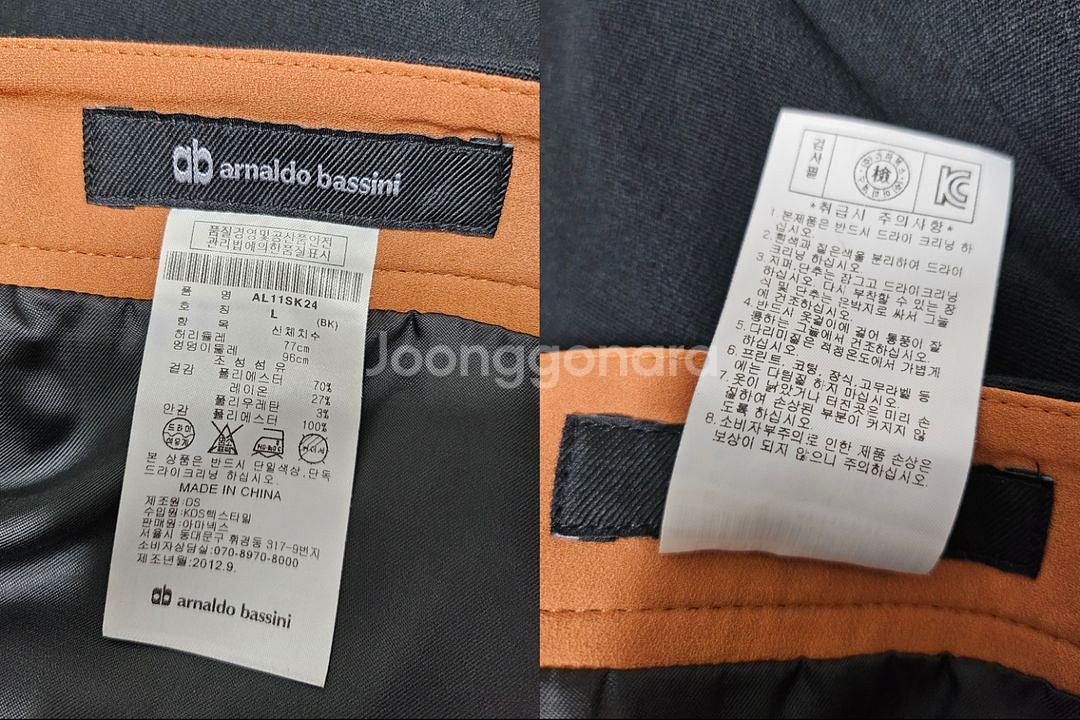 ab arnaldo bassini
품질경영및공산품안전
관리법에의한품질표시
품 명 AL11SK24
호 칭 L (BK)
항 목 신체치수
허리둘레 77cm
엉덩이둘레 96cm
조 성 섬 유
겉감 폴리에스터 70%
레이온 27%
폴리우레탄 3%
안감 폴리에스터 100%
드라이
석유계
본 상품은 반드시 단일색상,단독
드라이크리닝 하십시오.
MADE IN CHINA
제조원:DS
수입원:KDS텍스타일
판매원:아마넥스
서울시 동대문구 휘경동 317-9번지
소비자상담실:070-8970-8000
제조년월:2012.9.
ab arnaldo bassini
검사필
檢
KC
*취급시 주의사항*
1. 본제품은 반드시 드라이 크리닝 하
십시오.
2. 흰색과 짙은색을 분리하여 드라이
크리닝 하십시오.
3. 지퍼, 단추는 잠그고 드라이크리닝
하십시오. 다시 부착할 수 있는 장
식및 단추는 은박지로 싸서 그늘
에 건조하십시오.
4. 반드시 옷걸이에 걸어 통풍이 잘
통하는 그늘에서 건조하십시오.
5. 다리미질은 적정 온도에서 가볍게
하십시오.
6. 프린트, 코팅, 장식, 고무라벨 등
에는 다림질 하지 마십시오.
7. 옷이 낡았거나 터진곳은 미리 손
질하여 손상된 부분이 커지지 않
도록 하십시오.
8. 소비자부주의로 인한 제품 손상은
보상이 되지 않으니 주의하십시오.
Joonggonara